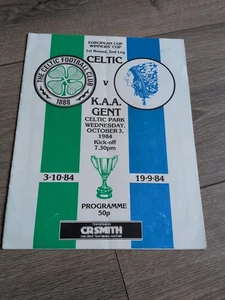 EUROPEAN CUP
WINNERS' CUP
1st Round, 2nd Leg
CELTIC
v
K.A.A.
GENT
CELTIC PARK
WEDNESDAY,
OCTOBER 3,
1984
Kick-off
7.30pm
THE CELTIC FOOTBALL CLUB
1888
3-10-84
19-9-84
PROGRAMME
50p
CR SMITH